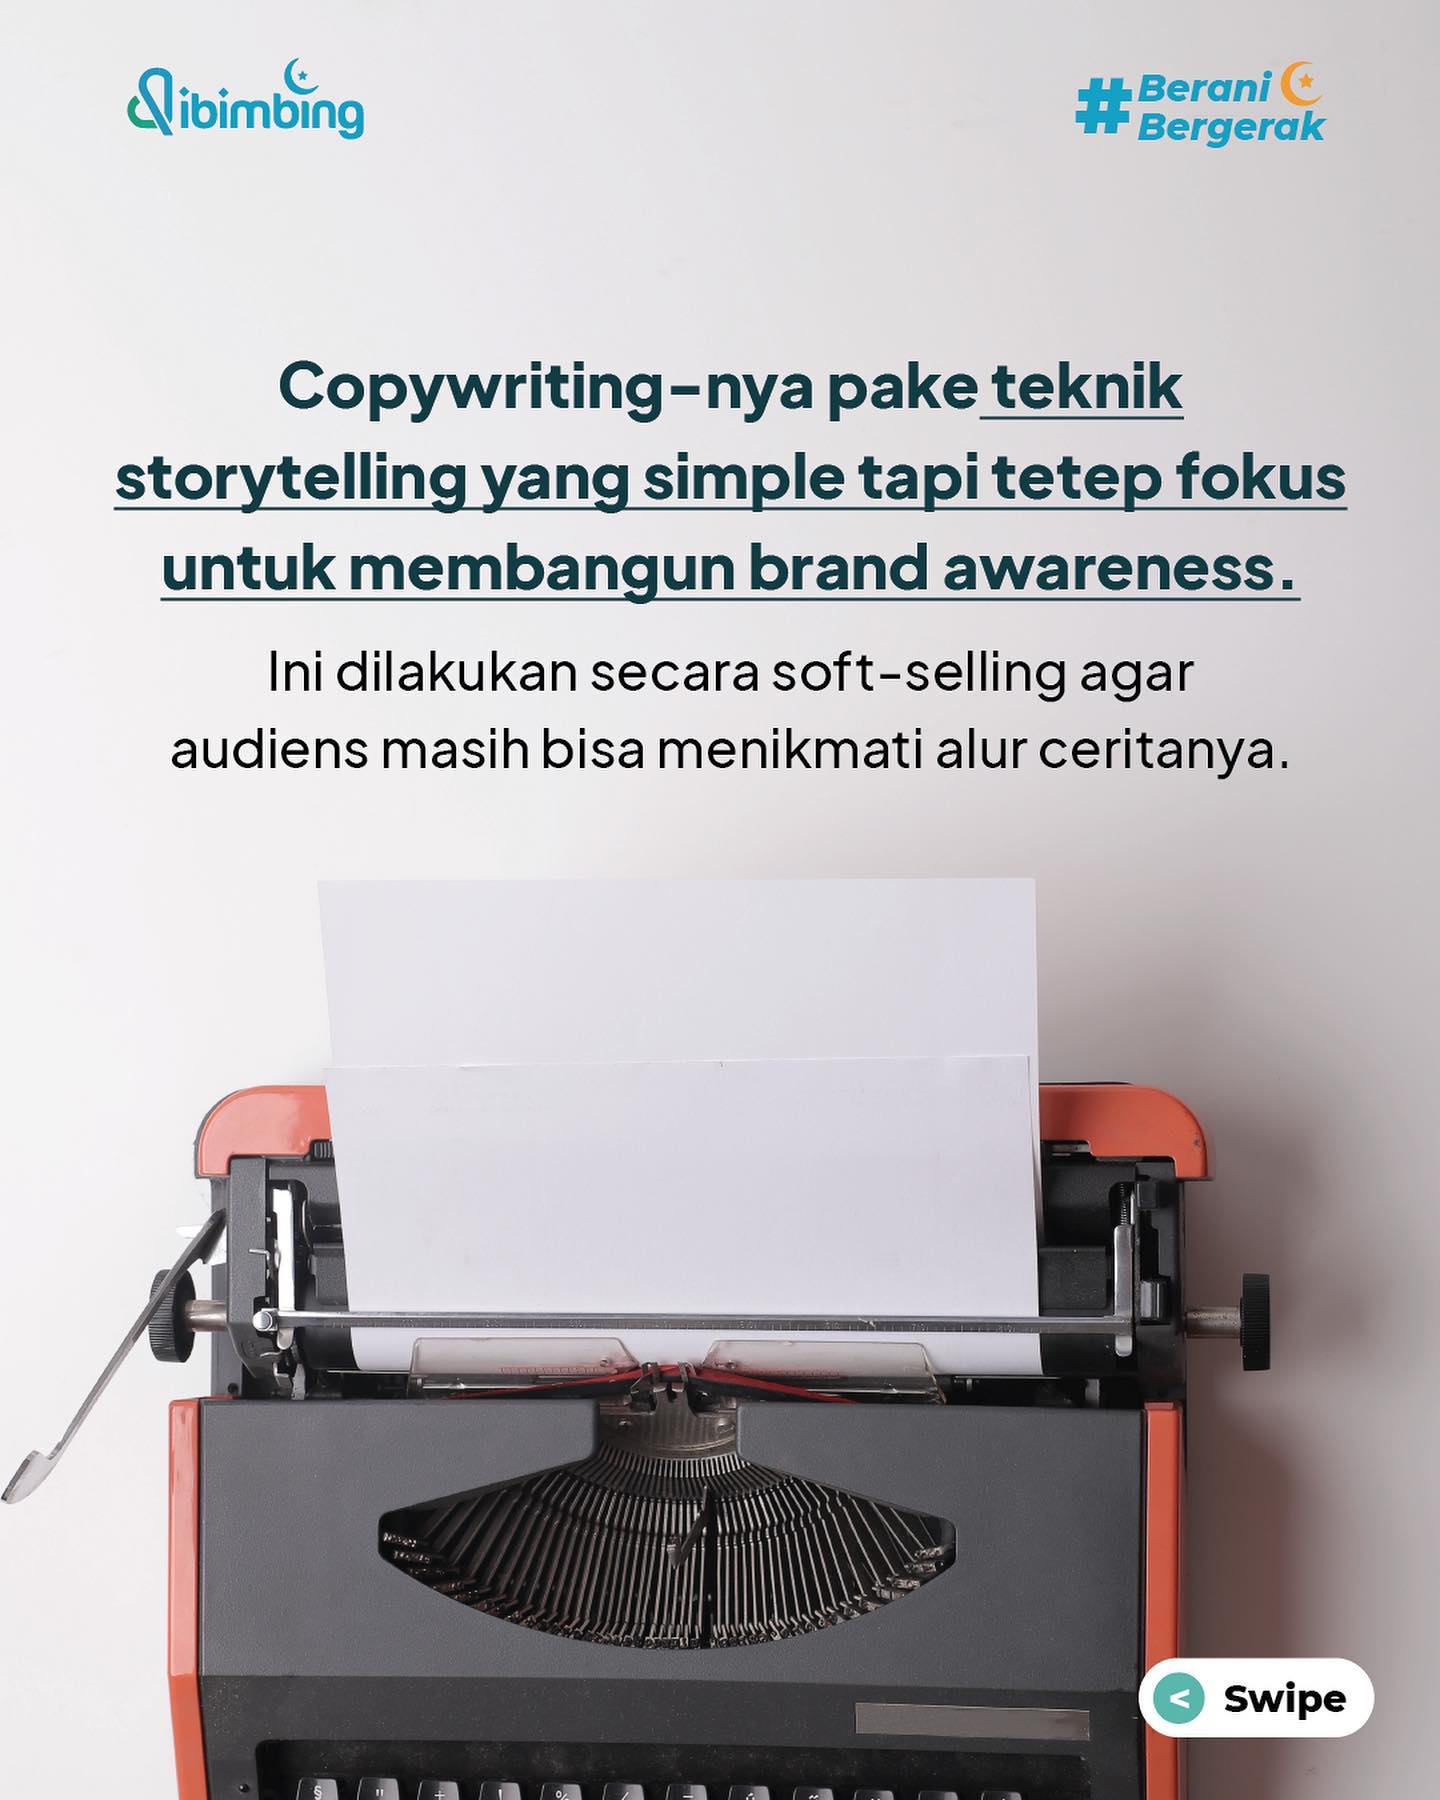 dibimbing
#Berani
Bergerak
Copywriting-nya pake teknik
storytelling yang simple tapi tetep fokus
untuk membangun brand awareness.
Ini dilakukan secara soft-selling agar
audiens masih bisa menikmati alur ceritanya.
< Swipe